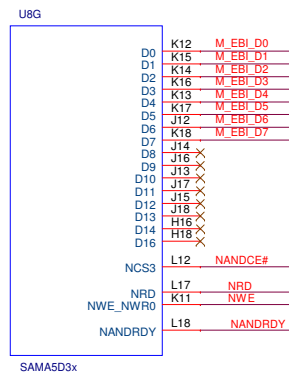 U8G
D0 K12 M_EBI_D0
D1 K15 M_EBI_D1
D2 K14 M_EBI_D2
D3 K16 M_EBI_D3
D4 K13 M_EBI_D4
D5 K17 M_EBI_D5
D6 J12 M_EBI_D6
D7 K18 M_EBI_D7
D8 J14
D9 J16
D10 J13
D11 J17
D12 J15
D13 J18
D14 H16
D16 H18
NCS3 L12 NANDCE#
NRD L17 NRD
NWE_NWR0 K11 NWE
NANDRDY L18 NANDRDY
SAMA5D3x